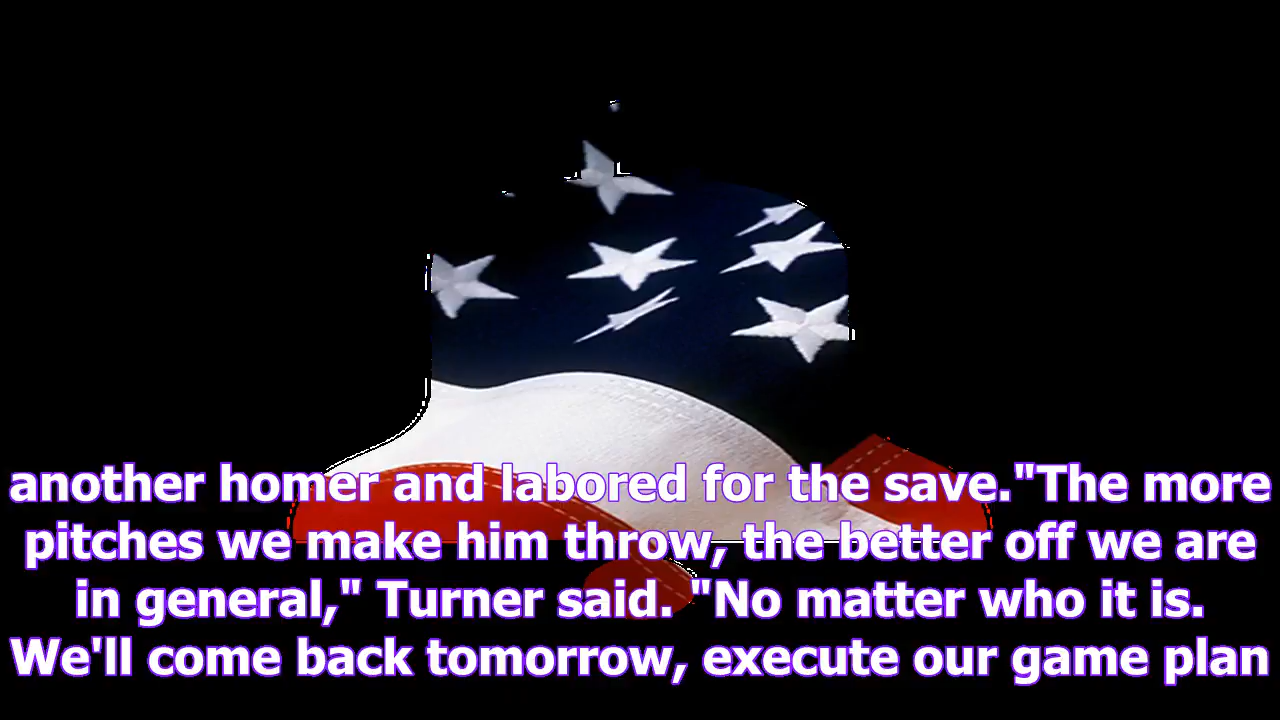 another homer and labored for the save."The more
pitches we make him throw, the better off we are
in general," Turner said. "No matter who it is.
We'll come back tomorrow, execute our game plan